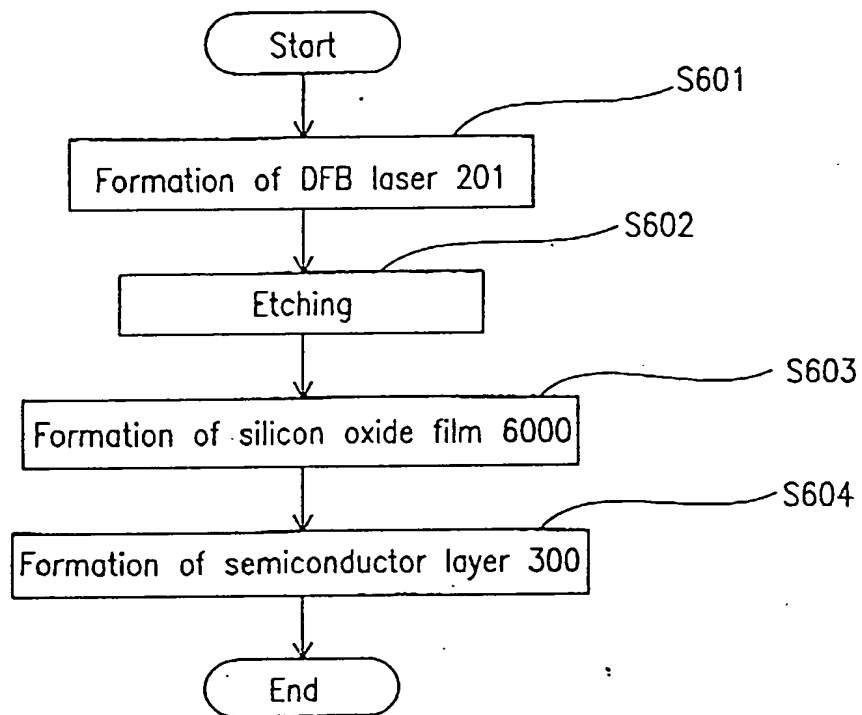 Start
S601
Formation of DFB laser 201
S602
Etching
S603
Formation of silicon oxide film 6000
S604
Formation of semiconductor layer 300
End